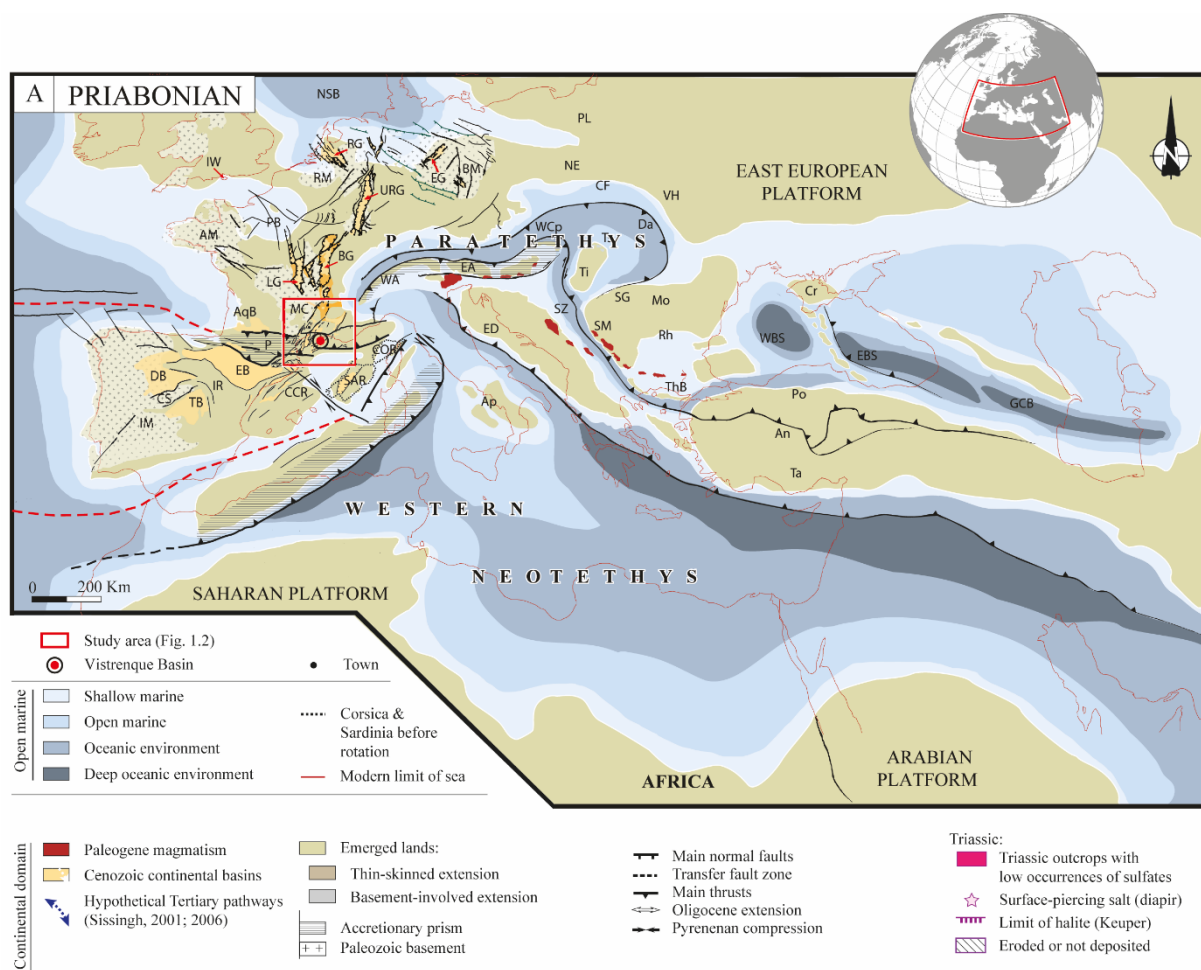 A PRIABONIAN
NSB
PL
RG
IW
RM
EG
BM
NE
EAST EUROPEAN
PLATFORM
N
URG
CF
VH
AM
PB
WCp
Da
PARATETHYS
BG
EA
Ti
LG
WA
SG
Mo
Cr
AqB
MC
SZ
SM
ED
Rh
WBS
P
COR
EBS
DB
EB
SAR
ThB
CS
IR
CCR
Ap
Po
GCB
TB
IM
An
Ta
WESTERN
NEOTETHYS
0 200 Km
SAHARAN PLATFORM
AFRICA
ARABIAN
PLATFORM
Study area (Fig. 1.2)
Vistrenque Basin
Town
Open marine
Shallow marine
Open marine
Oceanic environment
Deep oceanic environment
Corsica &
Sardinia before
rotation
Modern limit of sea
Continental domain
Paleogene magmatism
Cenozoic continental basins
Hypothetical Tertiary pathways
(Sissingh, 2001; 2006)
Emerged lands:
Thin-skinned extension
Basement-involved extension
Accretionary prism
Paleozoic basement
Main normal faults
Transfer fault zone
Main thrusts
Oligocene extension
Pyrenenan compression
Triassic:
Triassic outcrops with
low occurrences of sulfates
Surface-piercing salt (diapir)
Limit of halite (Keuper)
Eroded or not deposited